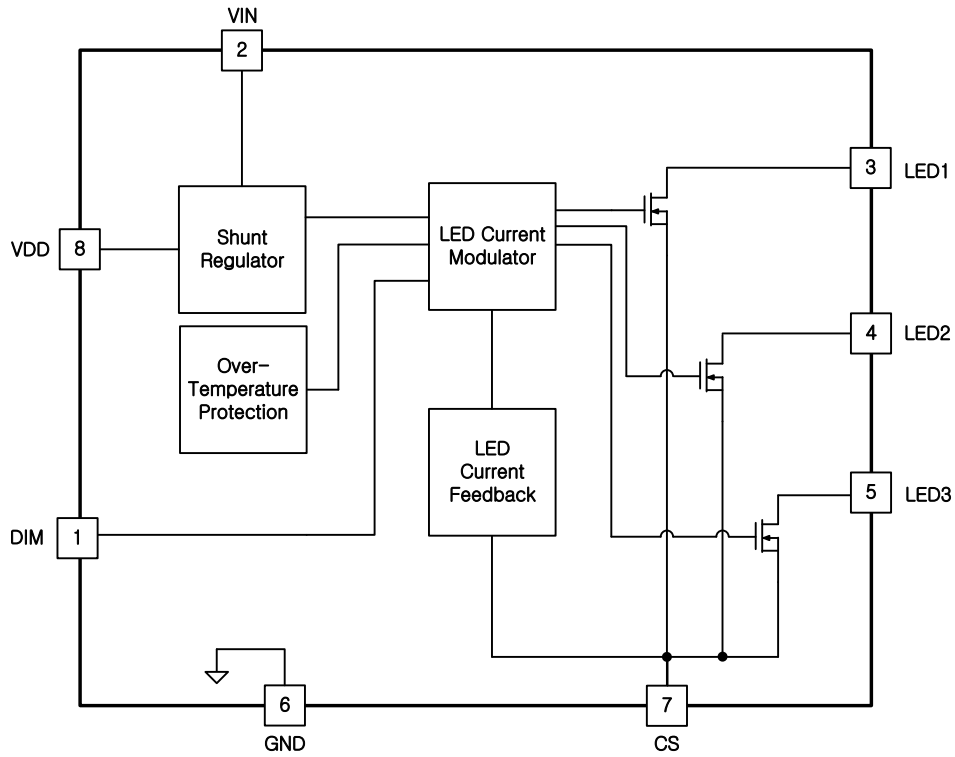 VIN
2
3
LED1
VDD
8
Shunt
Regulator
LED Current
Modulator
4
LED2
Over-
Temperature
Protection
LED
Current
Feedback
5
LED3
DIM
1
6
GND
7
CS